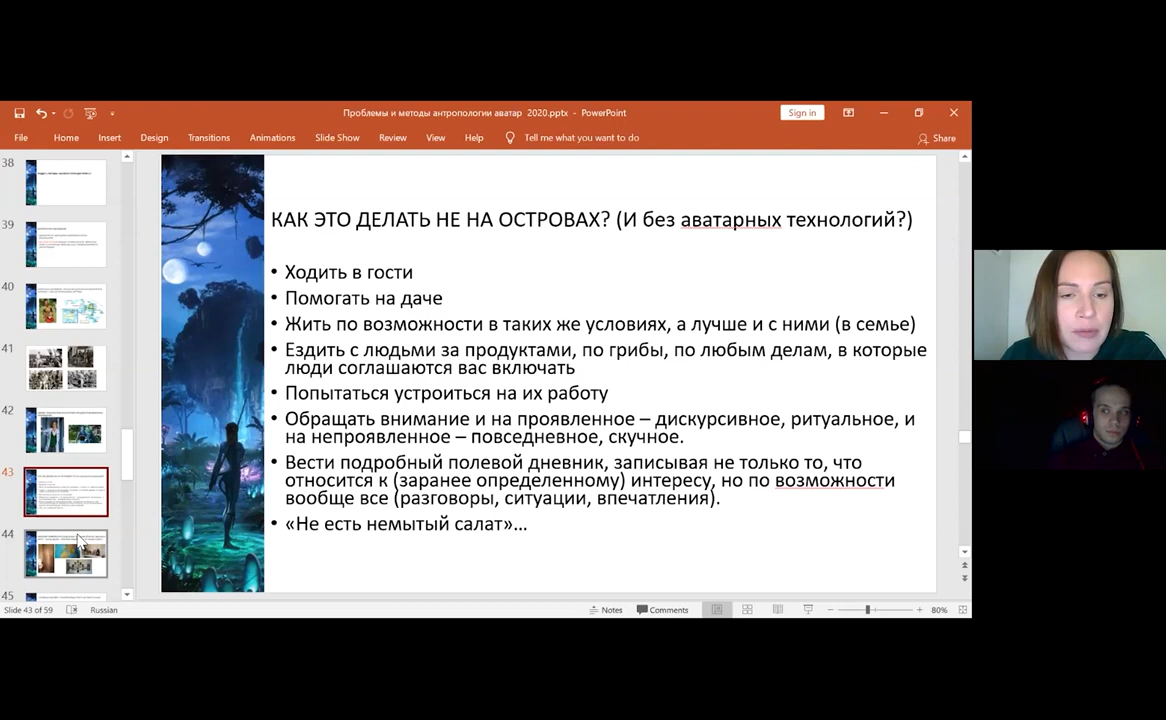 Проблемы и методы антропологии аватар 2020.pptx - PowerPoint
Sign in
File Home Insert Design Transitions Animations Slide Show Review View Help Tell me what you want to do Share
38
39
40
41
42
43
44
45
КАК ЭТО ДЕЛАТЬ НЕ НА ОСТРОВАХ? (И без аватарных технологий?)
• Ходить в гости
• Помогать на даче
• Жить по возможности в таких же условиях, а лучше и с ними (в семье)
• Ездить с людьми за продуктами, по грибы, по любым делам, в которые
люди соглашаются вас включать
• Попытаться устроиться на их работу
• Обращать внимание и на проявленное – дискурсивное, ритуальное, и
на непроявленное – повседневное, скучное.
• Вести подробный полевой дневник, записывая не только то, что
относится к (заранее определенному) интересу, но по возможности
вообще все (разговоры, ситуации, впечатления).
• «Не есть немытый салат»...
Slide 43 of 59 Russian Notes Comments 80%